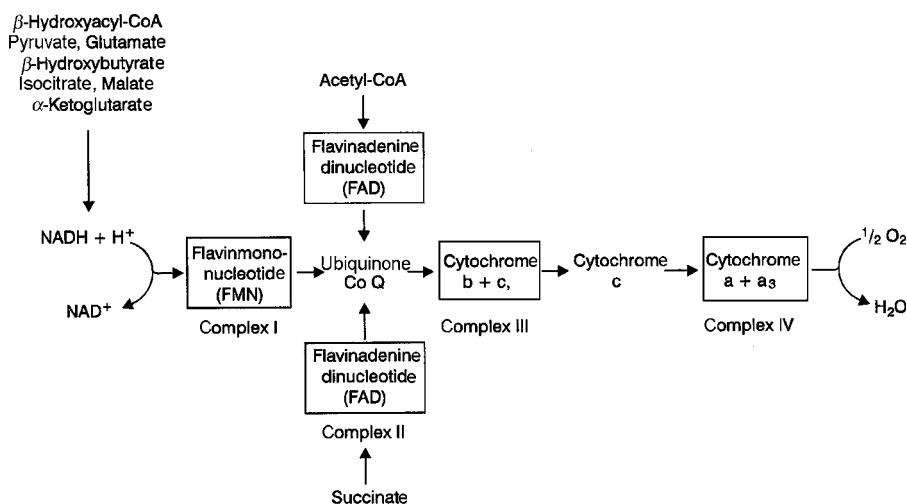 β-Hydroxyacyl-CoA
Pyruvate, Glutamate
β-Hydroxybutyrate
Isocitrate, Malate
α-Ketoglutarate
Acetyl-CoA
Flavinadenine
dinucleotide
(FAD)
NADH + H⁺
NAD⁺
Flavinmono-
nucleotide
(FMN)
Complex I
Ubiquinone
Co Q
Cytochrome
b + c,
Complex III
Cytochrome
c
Cytochrome
a + a₃
Complex IV
½ O₂
H₂O
Flavinadenine
dinucleotide
(FAD)
Complex II
Succinate